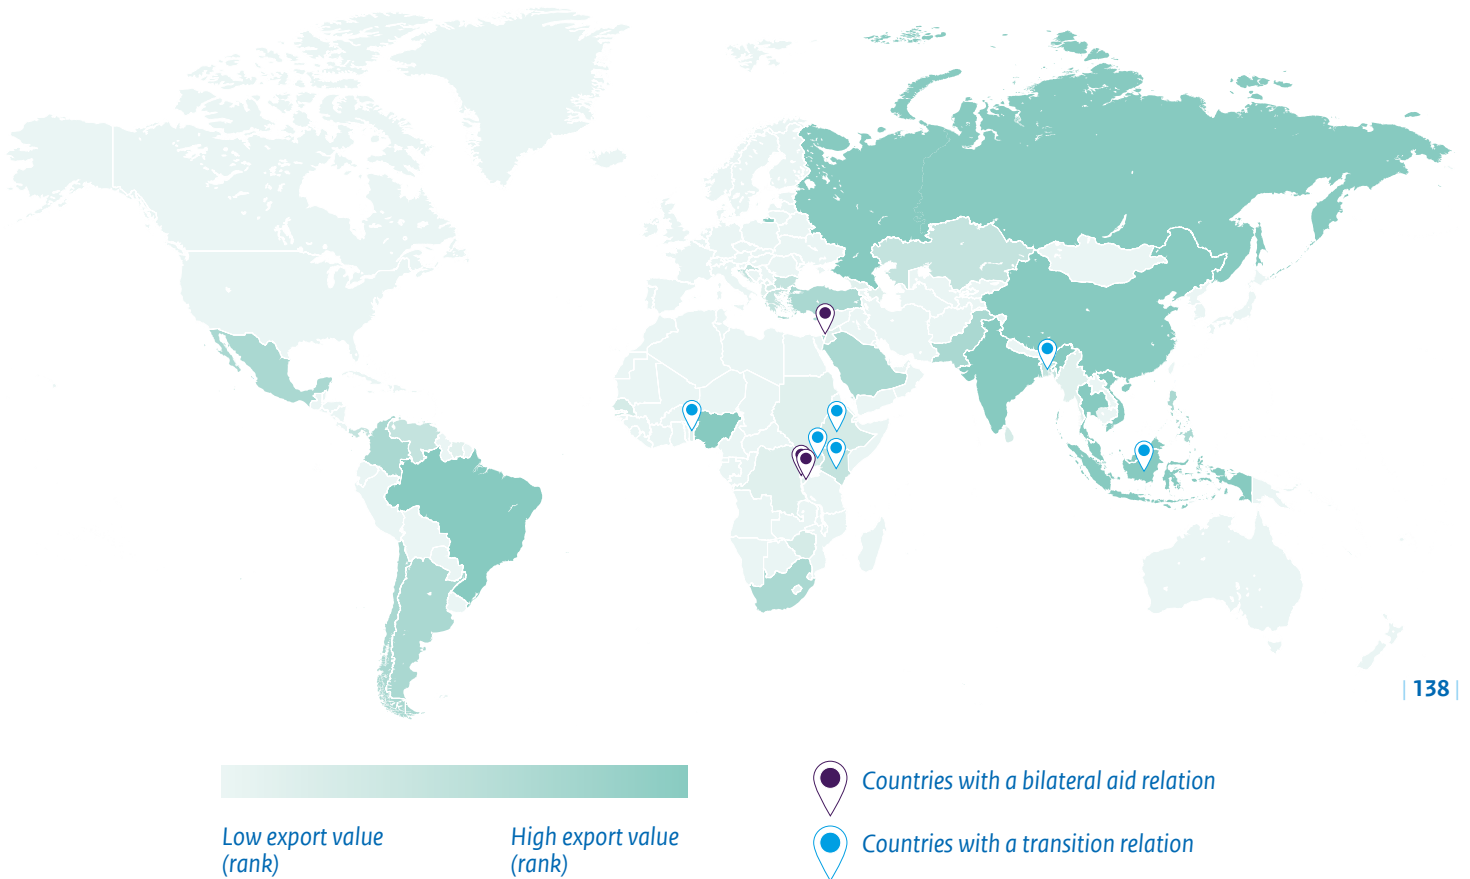 | 138 |
Countries with a bilateral aid relation
Low export value
(rank)
High export value
(rank)
Countries with a transition relation